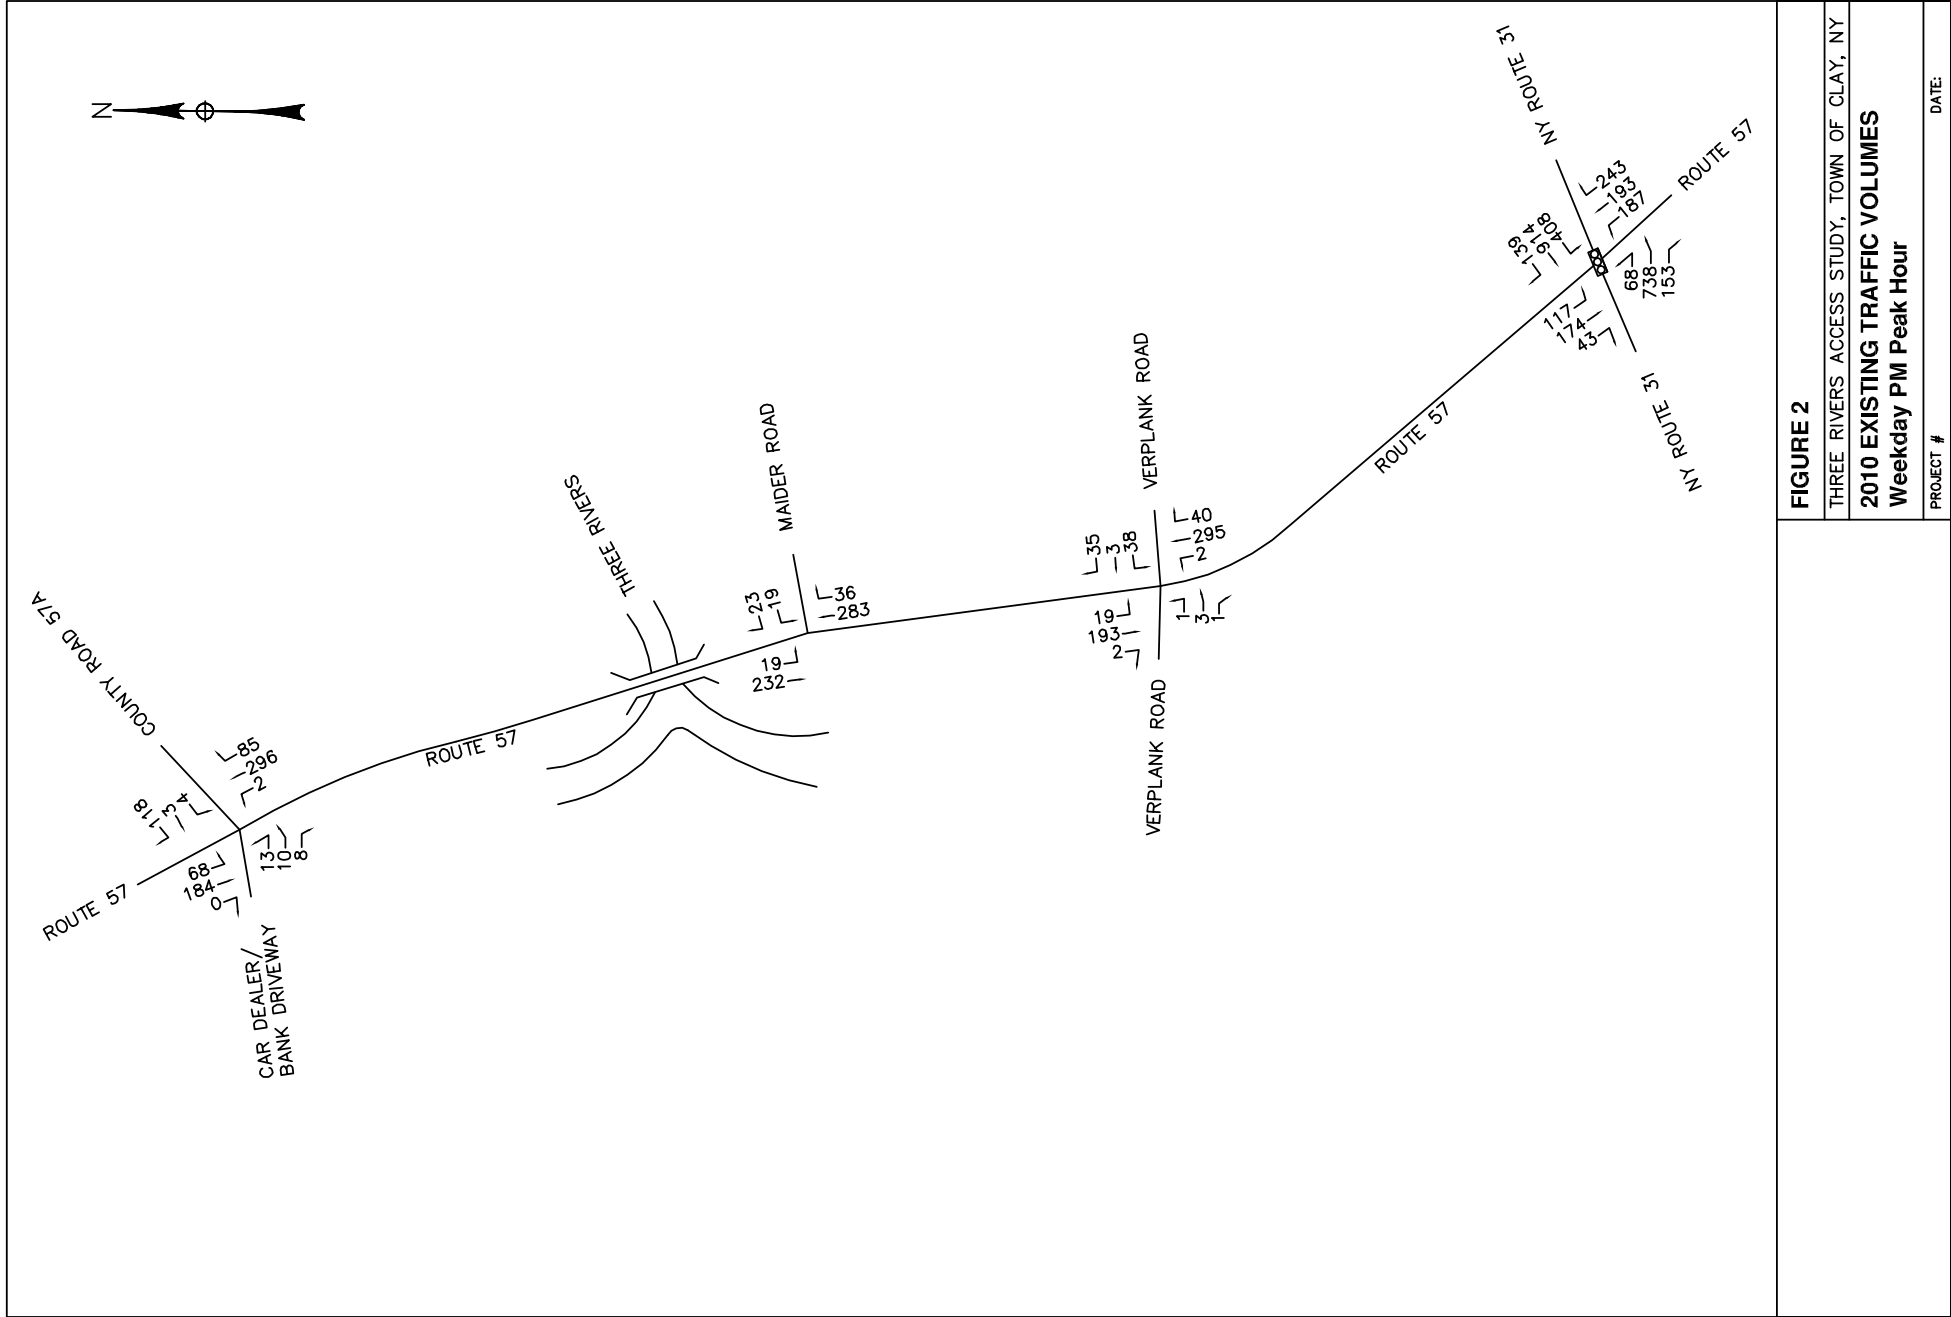 N
COUNTY ROAD 57A
ROUTE 57
CAR DEALER/
BANK DRIVEWAY
118
3
4
85
296
2
68
184
0
13
10
8
ROUTE 57
THREE RIVERS
MAIDER ROAD
23
19
36
283
19
232
VERPLANK ROAD
35
3
38
40
295
2
19
193
2
1
3
1
VERPLANK ROAD
ROUTE 57
NY ROUTE 31
139
914
408
243
193
187
117
174
43
68
738
153
ROUTE 57
NY ROUTE 31
FIGURE 2
THREE RIVERS ACCESS STUDY, TOWN OF CLAY, NY
2010 EXISTING TRAFFIC VOLUMES
Weekday PM Peak Hour
PROJECT # DATE: